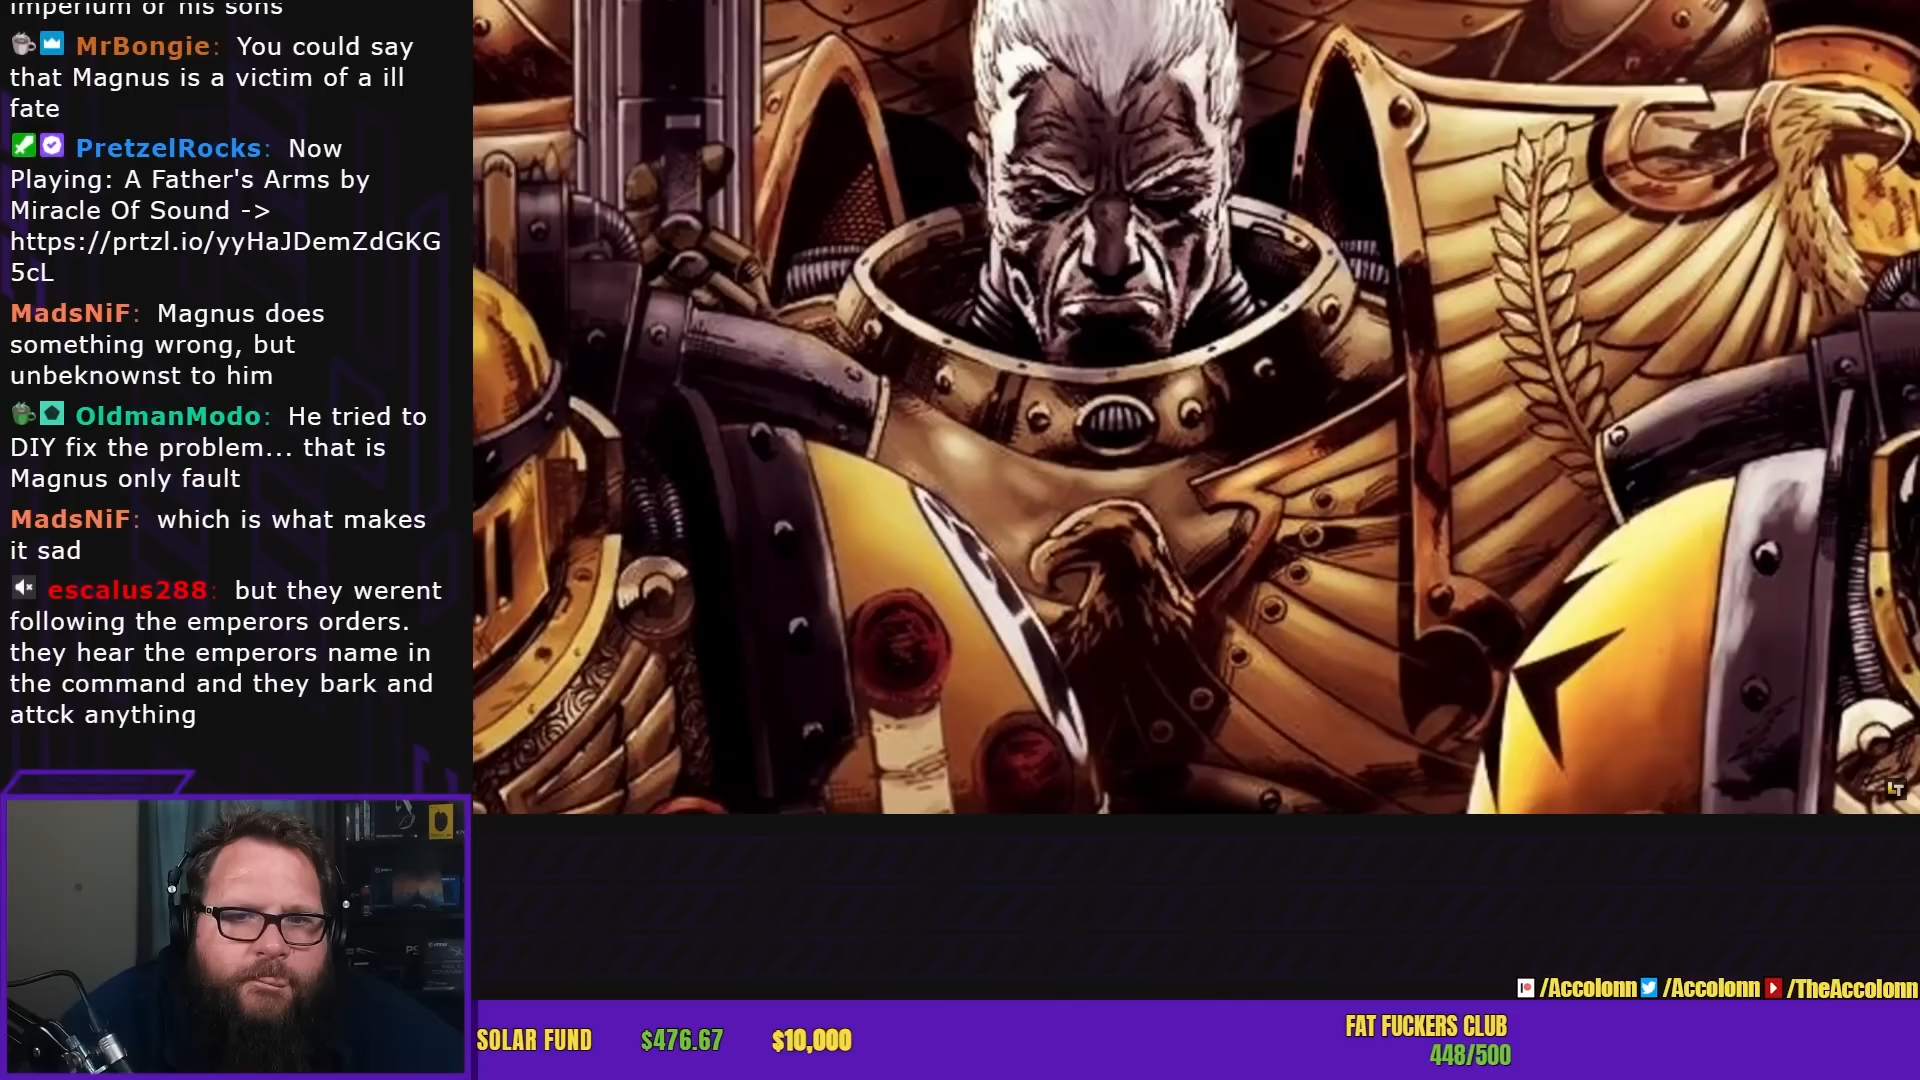 imperium or his sons
MrBongie: You could say
that Magnus is a victim of a ill
fate
PretzelRocks: Now
Playing: A Father's Arms by
Miracle Of Sound ->
https://prtzl.io/yyHaJDemZdGKG
5cL
MadsNiF: Magnus does
something wrong, but
unbeknownst to him
OldmanModo: He tried to
DIY fix the problem... that is
Magnus only fault
MadsNiF: which is what makes
it sad
escalus288: but they werent
following the emperors orders.
they hear the emperors name in
the command and they bark and
attck anything
LT
/Accolonn /Accolonn /TheAccolonn
SOLAR FUND $476.67 $10,000
FAT FUCKERS CLUB
448/500